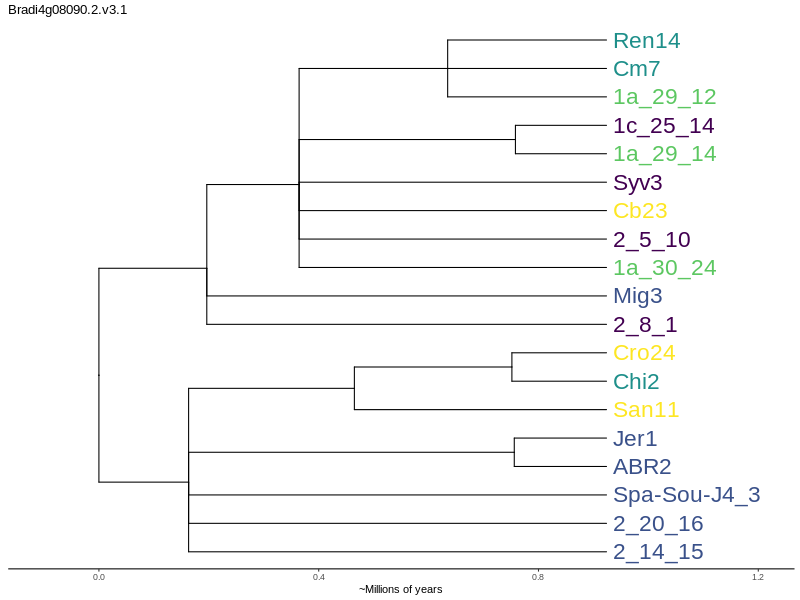 Bradi4g08090.2.v3.1
Ren14
Cm7
1a_29_12
1c_25_14
1a_29_14
Syv3
Cb23
2_5_10
1a_30_24
Mig3
2_8_1
Cro24
Chi2
San11
Jer1
ABR2
Spa-Sou-J4_3
2_20_16
2_14_15
0.0 0.4 0.8 1.2
~Millions of years